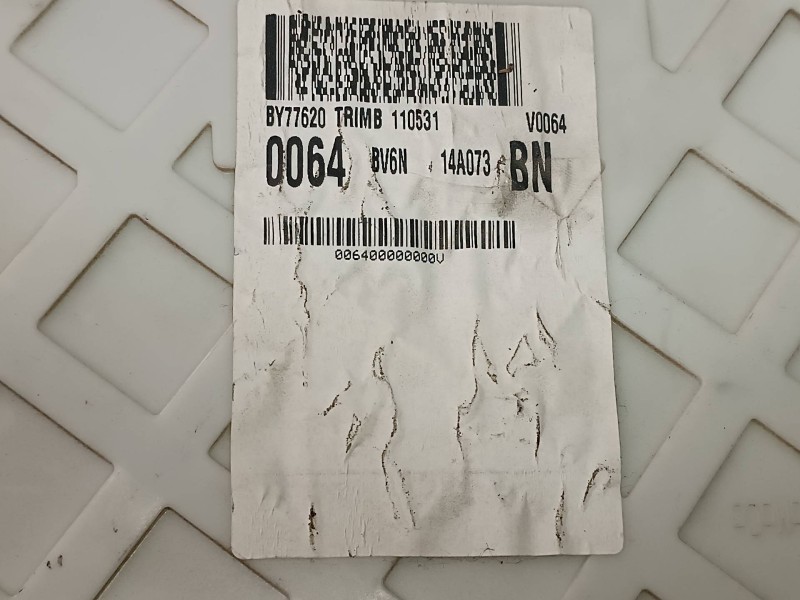 BY77620 TRIMB 110531 V0064
0064 BV6N 14A073 BN
006400000000V